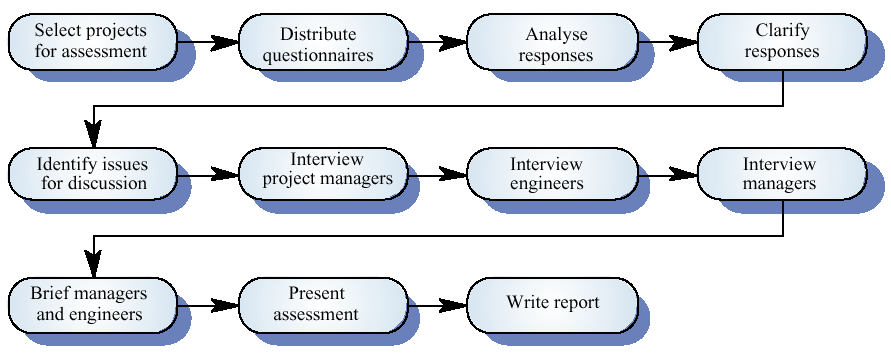 Select projects
for assessment
Distribute
questionnaires
Analyse
responses
Clarify
responses
Identify issues
for discussion
Interview
project managers
Interview
engineers
Interview
managers
Brief managers
and engineers
Present
assessment
Write report